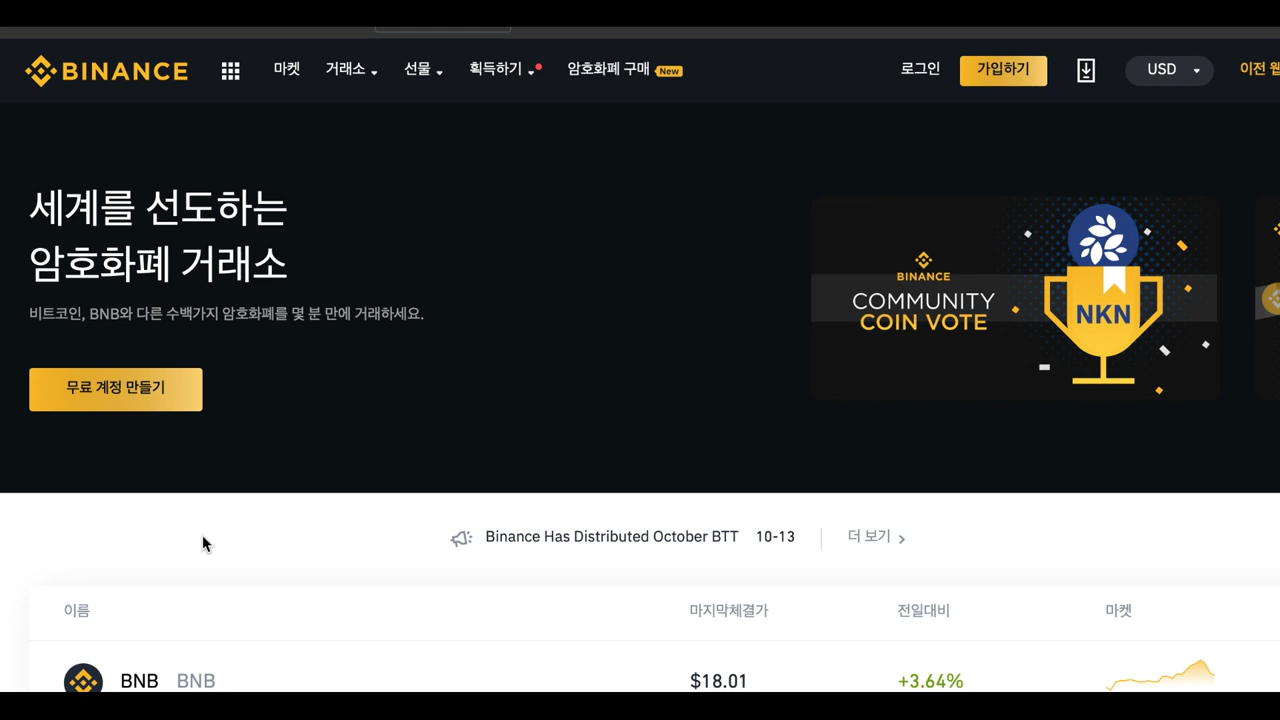 BINANCE
마켓
거래소
선물
획득하기
암호화폐 구매 New
로그인
가입하기
USD
이전 웹
세계를 선도하는
암호화폐 거래소
비트코인, BNB와 다른 수백가지 암호화폐를 몇 분 만에 거래하세요.
무료 계정 만들기
BINANCE
COMMUNITY
COIN VOTE
NKN
Binance Has Distributed October BTT 10-13
더 보기
이름 마지막체결가 전일대비 마켓
BNB BNB $18.01 +3.64%